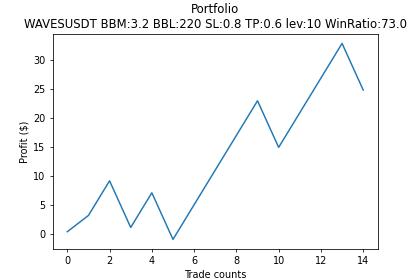 Portfolio
WAVESUSDT BBM:3.2 BBL:220 SL:0.8 TP:0.6 lev:10 WinRatio:73.0
Profit ($)
30
25
20
15
10
5
0
0 2 4 6 8 10 12 14
Trade counts